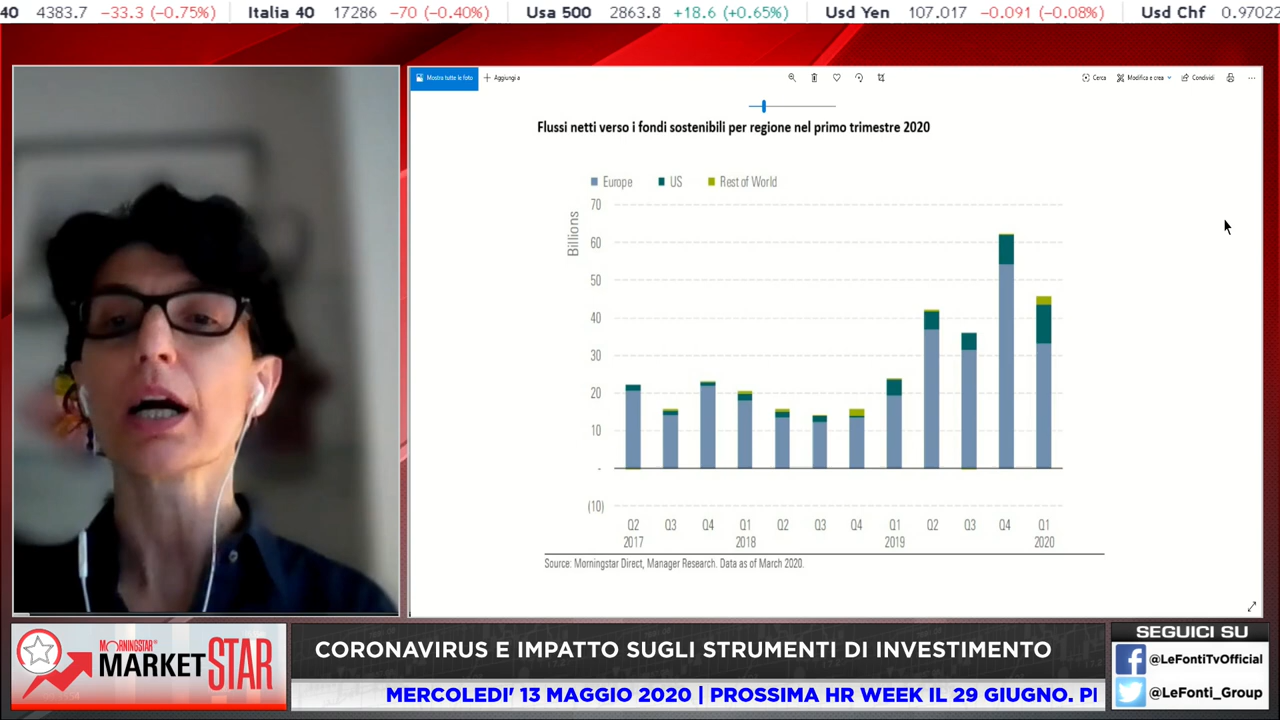 40 4383.7 −33.3 (−0.75%) Italia 40 17286 −70 (−0.40%) Usa 500 2863.8 +18.6 (+0.65%) Usd Yen 107.017 −0.091 (−0.08%) Usd Chf 0.97022
Mostra tutte le foto Aggiungi a Cerca Modifica e crea Condividi
Flussi netti verso i fondi sostenibili per regione nel primo trimestre 2020
Europe US Rest of World
Billions
70
60
50
40
30
20
10
-
(10)
Q2 Q3 Q4 Q1 Q2 Q3 Q4 Q1 Q2 Q3 Q4 Q1
2017 2018 2019 2020
Source: Morningstar Direct, Manager Research. Data as of March 2020.
MORNINGSTAR
MARKET STAR
CORONAVIRUS E IMPATTO SUGLI STRUMENTI DI INVESTIMENTO
MERCOLEDI' 13 MAGGIO 2020 | PROSSIMA HR WEEK IL 29 GIUGNO. PI
SEGUICI SU
@LeFontiTvOfficial
@LeFonti_Group